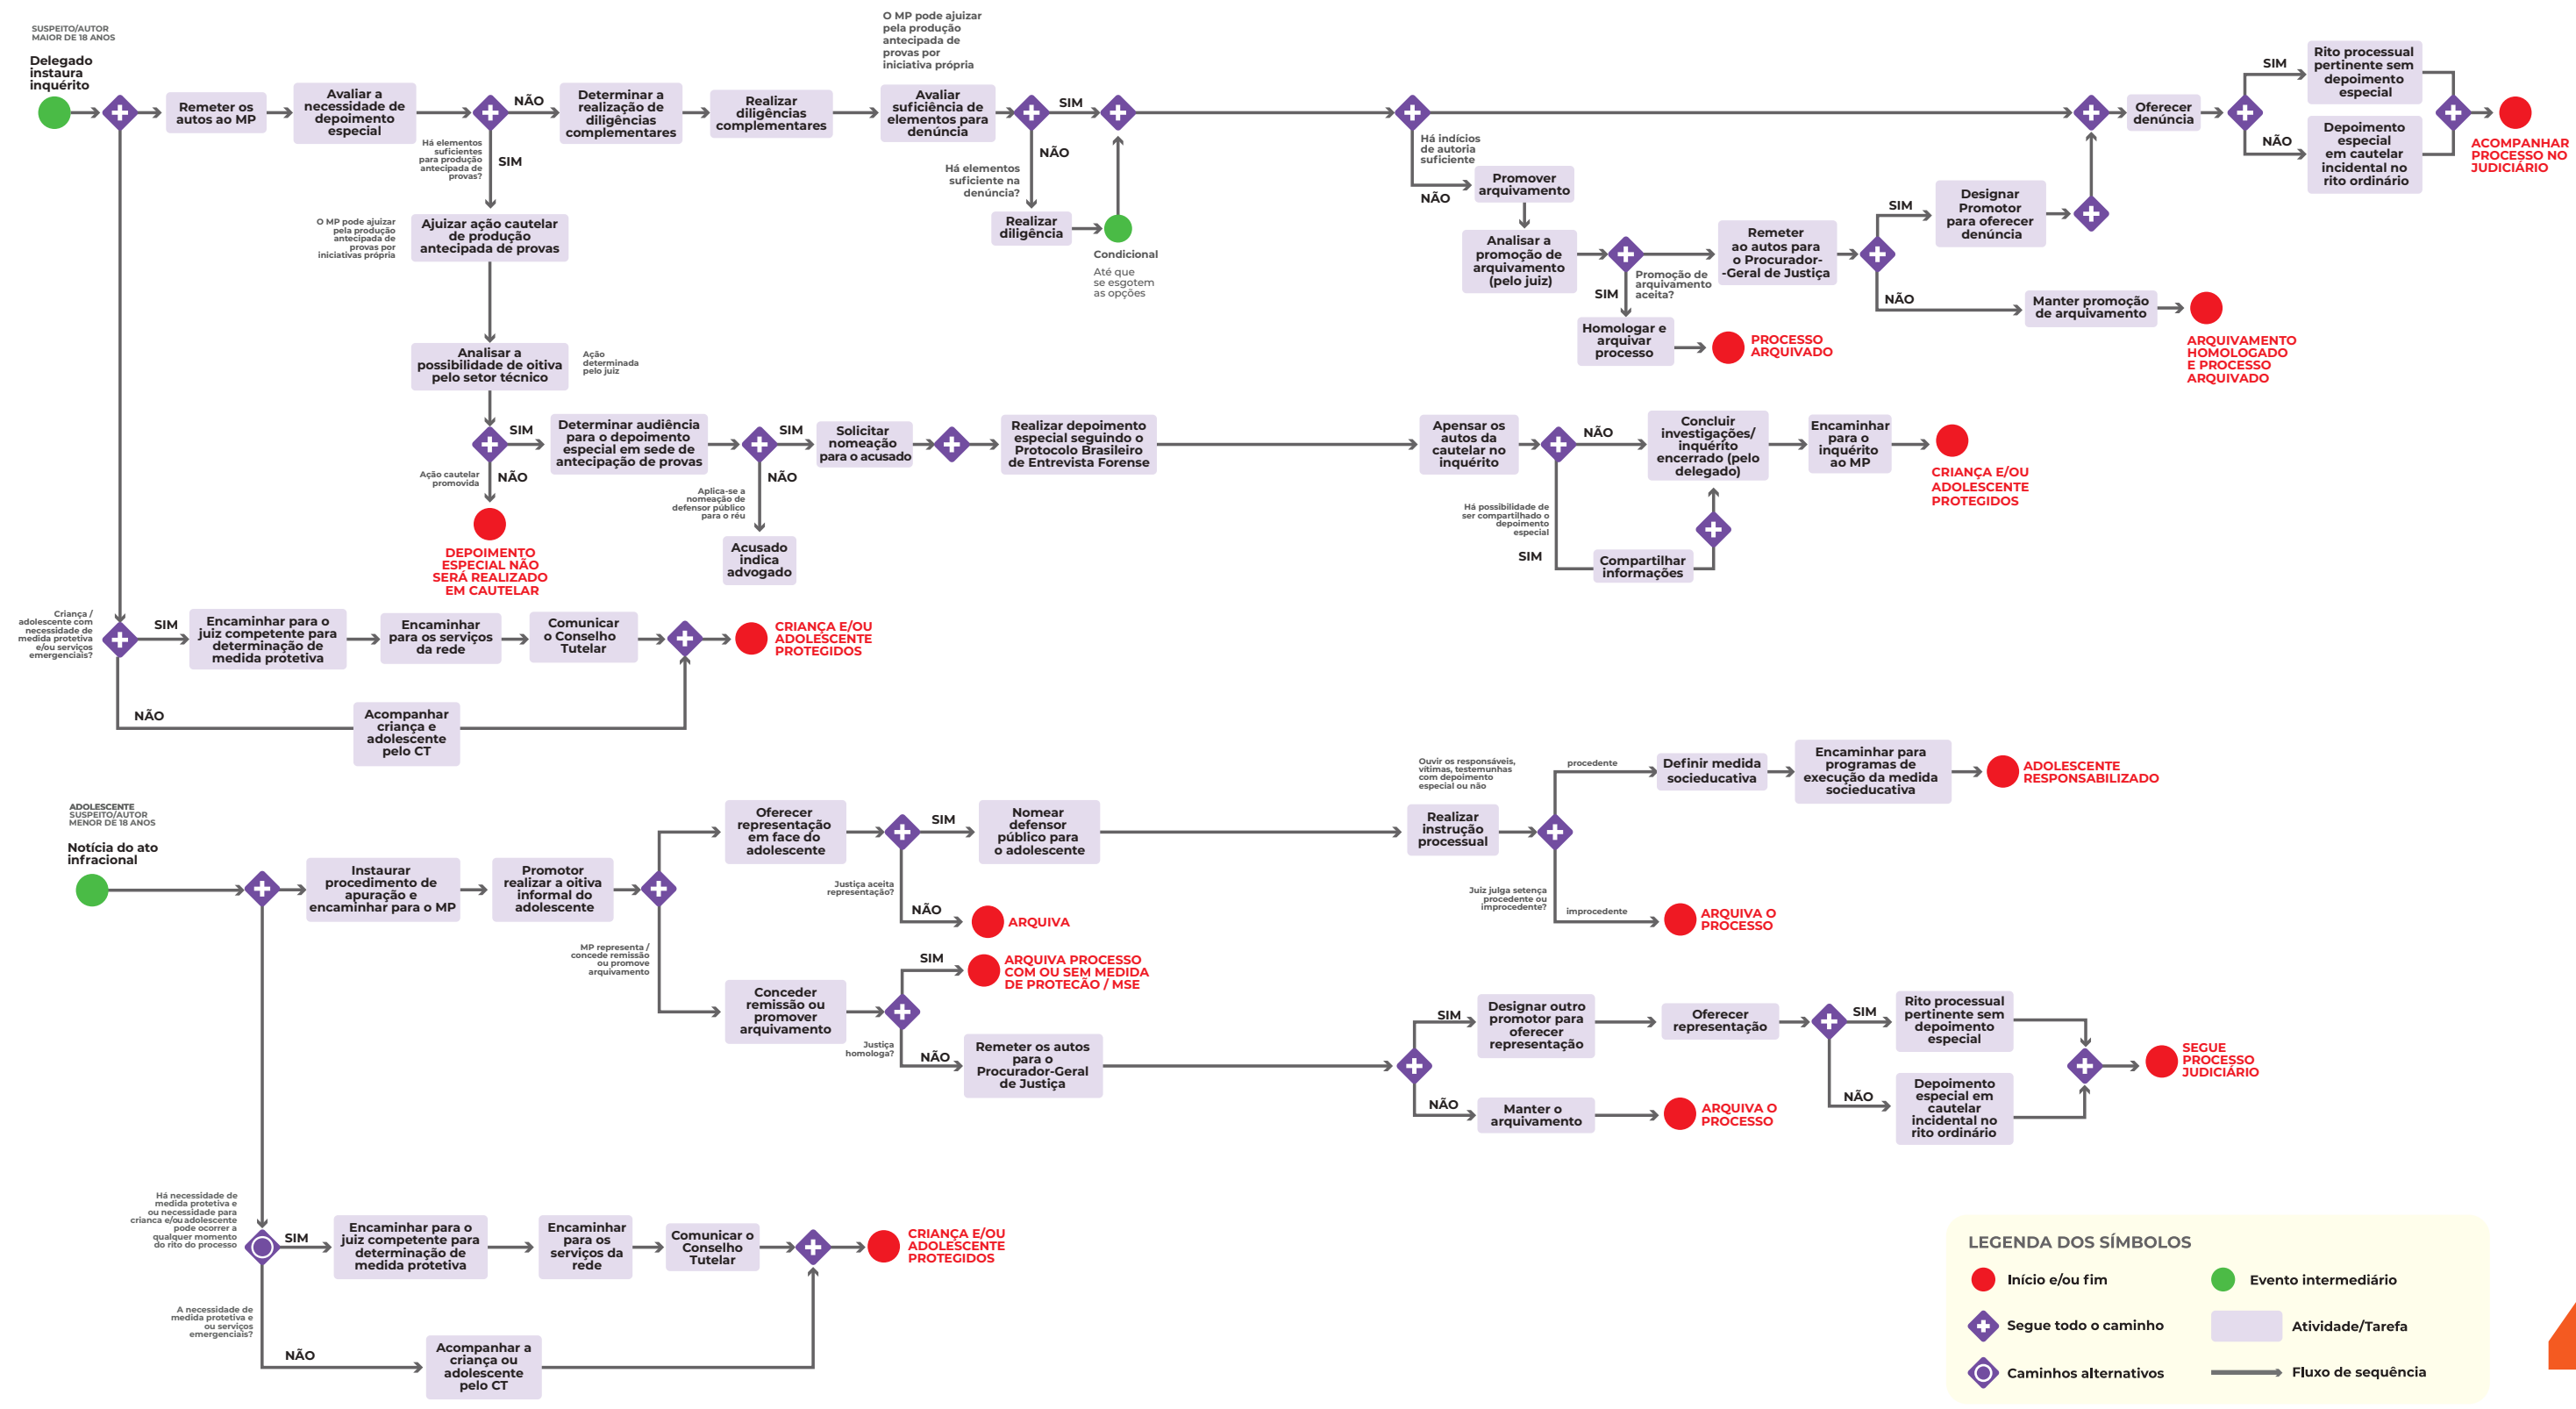 SUSPEITO/AUTOR
MAIOR DE 18 ANOS
Delegado
instaura
inquérito
Remeter os
autos ao MP
Avaliar a
necessidade de
depoimento
especial
Há elementos
suficientes
para produção
antecipada de
provas?
NÃO
SIM
Determinar a
realização de
diligências
complementares
Realizar
diligências
complementares
O MP pode ajuizar
pela produção
antecipada de
provas por
iniciativa própria
Avaliar
suficiência de
elementos para
denúncia
SIM
NÃO
Há elementos
suficiente na
denúncia?
Realizar
diligência
Condicional
Até que
se esgotem
as opções
Há indícios
de autoria
suficiente
NÃO
Promover
arquivamento
Analisar a
promoção de
arquivamento
(pelo juiz)
Promoção de
arquivamento
aceita?
SIM
Homologar e
arquivar
processo
PROCESSO
ARQUIVADO
Remeter
ao autos para
o Procurador-
-Geral de Justiça
SIM
NÃO
Designar
Promotor
para oferecer
denúncia
Manter promoção
de arquivamento
ARQUIVAMENTO
HOMOLOGADO
E PROCESSO
ARQUIVADO
Oferecer
denúncia
SIM
NÃO
Rito processual
pertinente sem
depoimento
especial
Depoimento
especial
em cautelar
incidental no
rito ordinário
ACOMPANHAR
PROCESSO NO
JUDICIÁRIO
O MP pode ajuizar
pela produção
antecipada de
provas por
iniciativas própria
Ajuizar ação cautelar
de produção
antecipada de provas
Analisar a
possibilidade de oitiva
pelo setor técnico
Ação
determinada
pelo juiz
SIM
Ação cautelar
promovida
NÃO
DEPOIMENTO
ESPECIAL NÃO
SERÁ REALIZADO
EM CAUTELAR
Determinar audiência
para o depoimento
especial em sede de
antecipação de provas
SIM
NÃO
Aplica-se a
nomeação de
defensor público
para o réu
Acusado
indica
advogado
Solicitar
nomeação
para o acusado
Realizar depoimento
especial seguindo o
Protocolo Brasileiro
de Entrevista Forense
Apensar os
autos da
cautelar no
inquérito
NÃO
Há possibilidade de
ser compartilhado o
depoimento
especial
SIM
Compartilhar
informações
Concluir
investigações/
inquérito
encerrado (pelo
delegado)
Encaminhar
para o
inquérito
ao MP
CRIANÇA E/OU
ADOLESCENTE
PROTEGIDOS
Criança /
adolescente com
necessidade de
medida protetiva
e/ou serviços
emergenciais?
SIM
Encaminhar para o
juiz competente para
determinação de
medida protetiva
Encaminhar
para os serviços
da rede
Comunicar
o Conselho
Tutelar
CRIANÇA E/OU
ADOLESCENTE
PROTEGIDOS
NÃO
Acompanhar
criança e
adolescente
pelo CT
ADOLESCENTE
SUSPEITO/AUTOR
MENOR DE 18 ANOS
Notícia do ato
infracional
Instaurar
procedimento de
apuração e
encaminhar para o MP
Promotor
realizar a oitiva
informal do
adolescente
MP representa /
concede remissão
ou promove
arquivamento
Oferecer
representação
em face do
adolescente
SIM
Justiça aceita
representação?
NÃO
ARQUIVA
Nomear
defensor
público para
o adolescente
Ouvir os responsáveis,
vítimas, testemunhas
com depoimento
especial ou não
Realizar
instrução
processual
procedente
Juiz julga setença
procedente ou
improcedente?
improcedente
Definir medida
socieducativa
Encaminhar para
programas de
execução da medida
socieducativa
ADOLESCENTE
RESPONSABILIZADO
ARQUIVA O
PROCESSO
Conceder
remissão ou
promover
arquivamento
SIM
ARQUIVA PROCESSO
COM OU SEM MEDIDA
DE PROTECÃO / MSE
Justiça
homologa?
NÃO
Remeter os autos
para o
Procurador-Geral
de Justiça
SIM
NÃO
Designar outro
promotor para
oferecer
representação
Manter o
arquivamento
ARQUIVA O
PROCESSO
Oferecer
representação
SIM
NÃO
Rito processual
pertinente sem
depoimento
especial
Depoimento
especial em
cautelar
incidental no
rito ordinário
SEGUE
PROCESSO
JUDICIÁRIO
Há necessidade de
medida protetiva e
ou necessidade para
crianca e/ou adolescente
pode ocorrer a
qualquer momento
do rito do processo
SIM
Encaminhar para o
juiz competente para
determinação de
medida protetiva
Encaminhar
para os
serviços da
rede
Comunicar o
Conselho
Tutelar
CRIANÇA E/OU
ADOLESCENTE
PROTEGIDOS
A necessidade de
medida protetiva e
ou serviços
emergenciais?
NÃO
Acompanhar a
criança ou
adolescente
pelo CT
LEGENDA DOS SÍMBOLOS
Início e/ou fim
Evento intermediário
Segue todo o caminho
Atividade/Tarefa
Caminhos alternativos
Fluxo de sequência